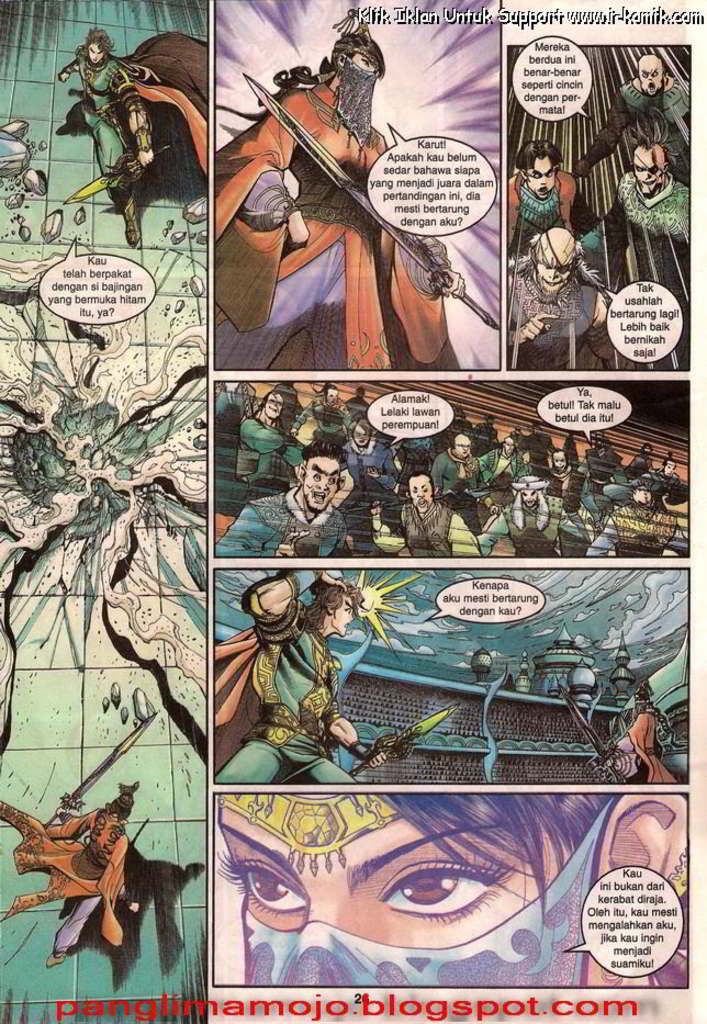 Klik Iklan Untuk Support www.ir-komik.com
Kau
telah berpakat
dengan si bajingan
yang bermuka hitam
itu, ya?
Karut!
Apakah kau belum
sedar bahawa siapa
yang menjadi juara dalam
pertandingan ini, dia
mesti bertarung
dengan aku?
Mereka
berdua ini
benar-benar
seperti cincin
dengan per-
mata!
Tak
usahlah
bertarung lagi!
Lebih baik
bernikah
saja!
Alamak!
Lelaki lawan
perempuan!
Ya,
betul! Tak malu
betul dia itu!
Kenapa
aku mesti bertarung
dengan kau?
Kau
ini bukan dari
kerabat diraja.
Oleh itu, kau mesti
mengalahkan aku,
jika kau ingin
menjadi
suamiku!
panglimamojo.blogspot.com